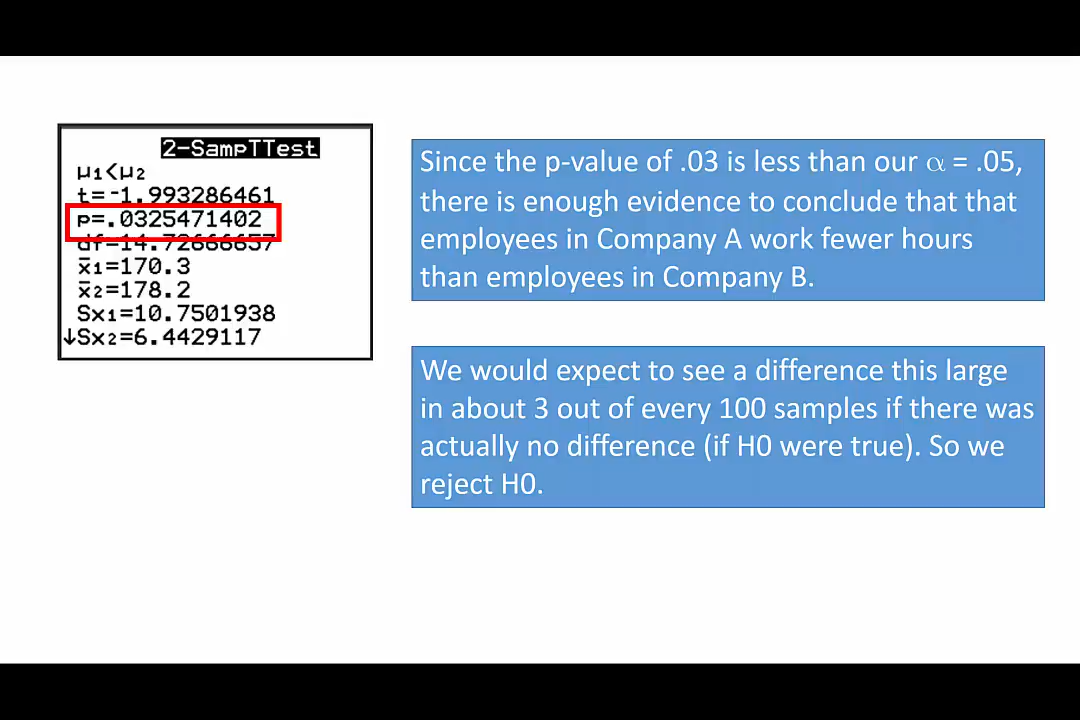 2-SampTTest
μ1<μ2
t=-1.993286461
p=.0325471402
df=14.72666657
x̄1=170.3
x̄2=178.2
Sx1=10.7501938
↓Sx2=6.4429117
Since the p-value of .03 is less than our α = .05,
there is enough evidence to conclude that that
employees in Company A work fewer hours
than employees in Company B.
We would expect to see a difference this large
in about 3 out of every 100 samples if there was
actually no difference (if H0 were true). So we
reject H0.